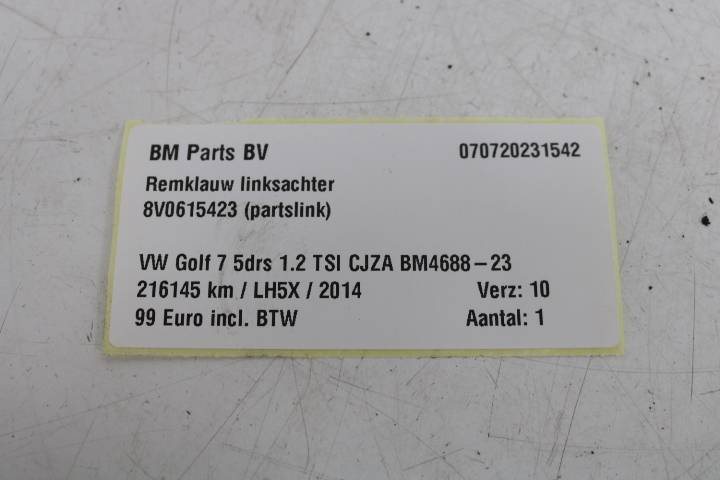 BM Parts BV 070720231542
Remklauw linksachter
8V0615423 (partslink)
VW Golf 7 5drs 1.2 TSI CJZA BM4688-23
216145 km / LH5X / 2014 Verz: 10
99 Euro incl. BTW Aantal: 1